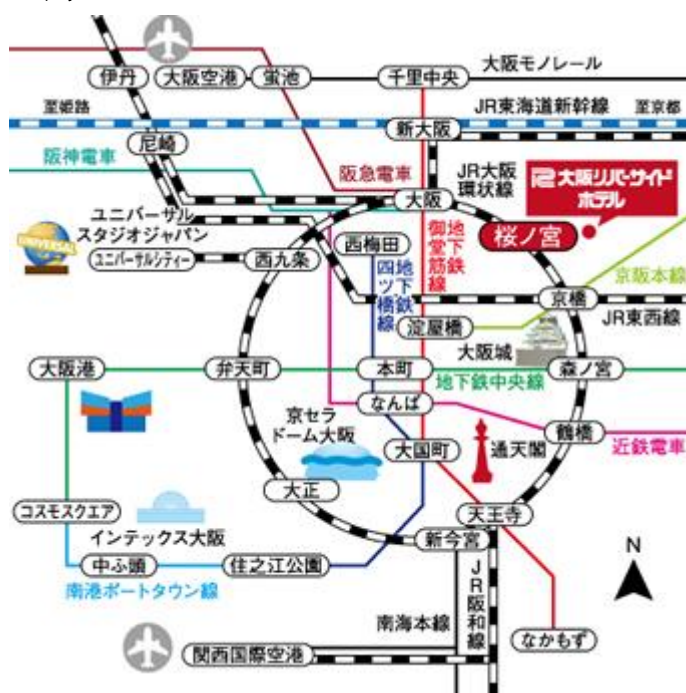 伊丹
大阪空港
蛍池
千里中央
大阪モノレール
至姫路
JR東海道新幹線
至京都
新大阪
尼崎
阪神電車
阪急電車
JR大阪
環状線
大阪リバーサイド
ホテル
大阪
桜ノ宮
ユニバーサル
スタジオジャパン
UNIVERSAL
ユニバーサルシティー
西九条
西梅田
地下鉄
四ツ橋線
地下鉄
御堂筋線
京阪本線
京橋
JR東西線
淀屋橋
大阪城
大阪港
弁天町
本町
森ノ宮
地下鉄中央線
なんば
京セラ
ドーム大阪
大国町
通天閣
鶴橋
近鉄電車
大正
コスモスクエア
インテックス大阪
天王寺
新今宮
中ふ頭
住之江公園
南港ポートタウン線
N
JR阪和線
南海本線
なかもず
関西国際空港